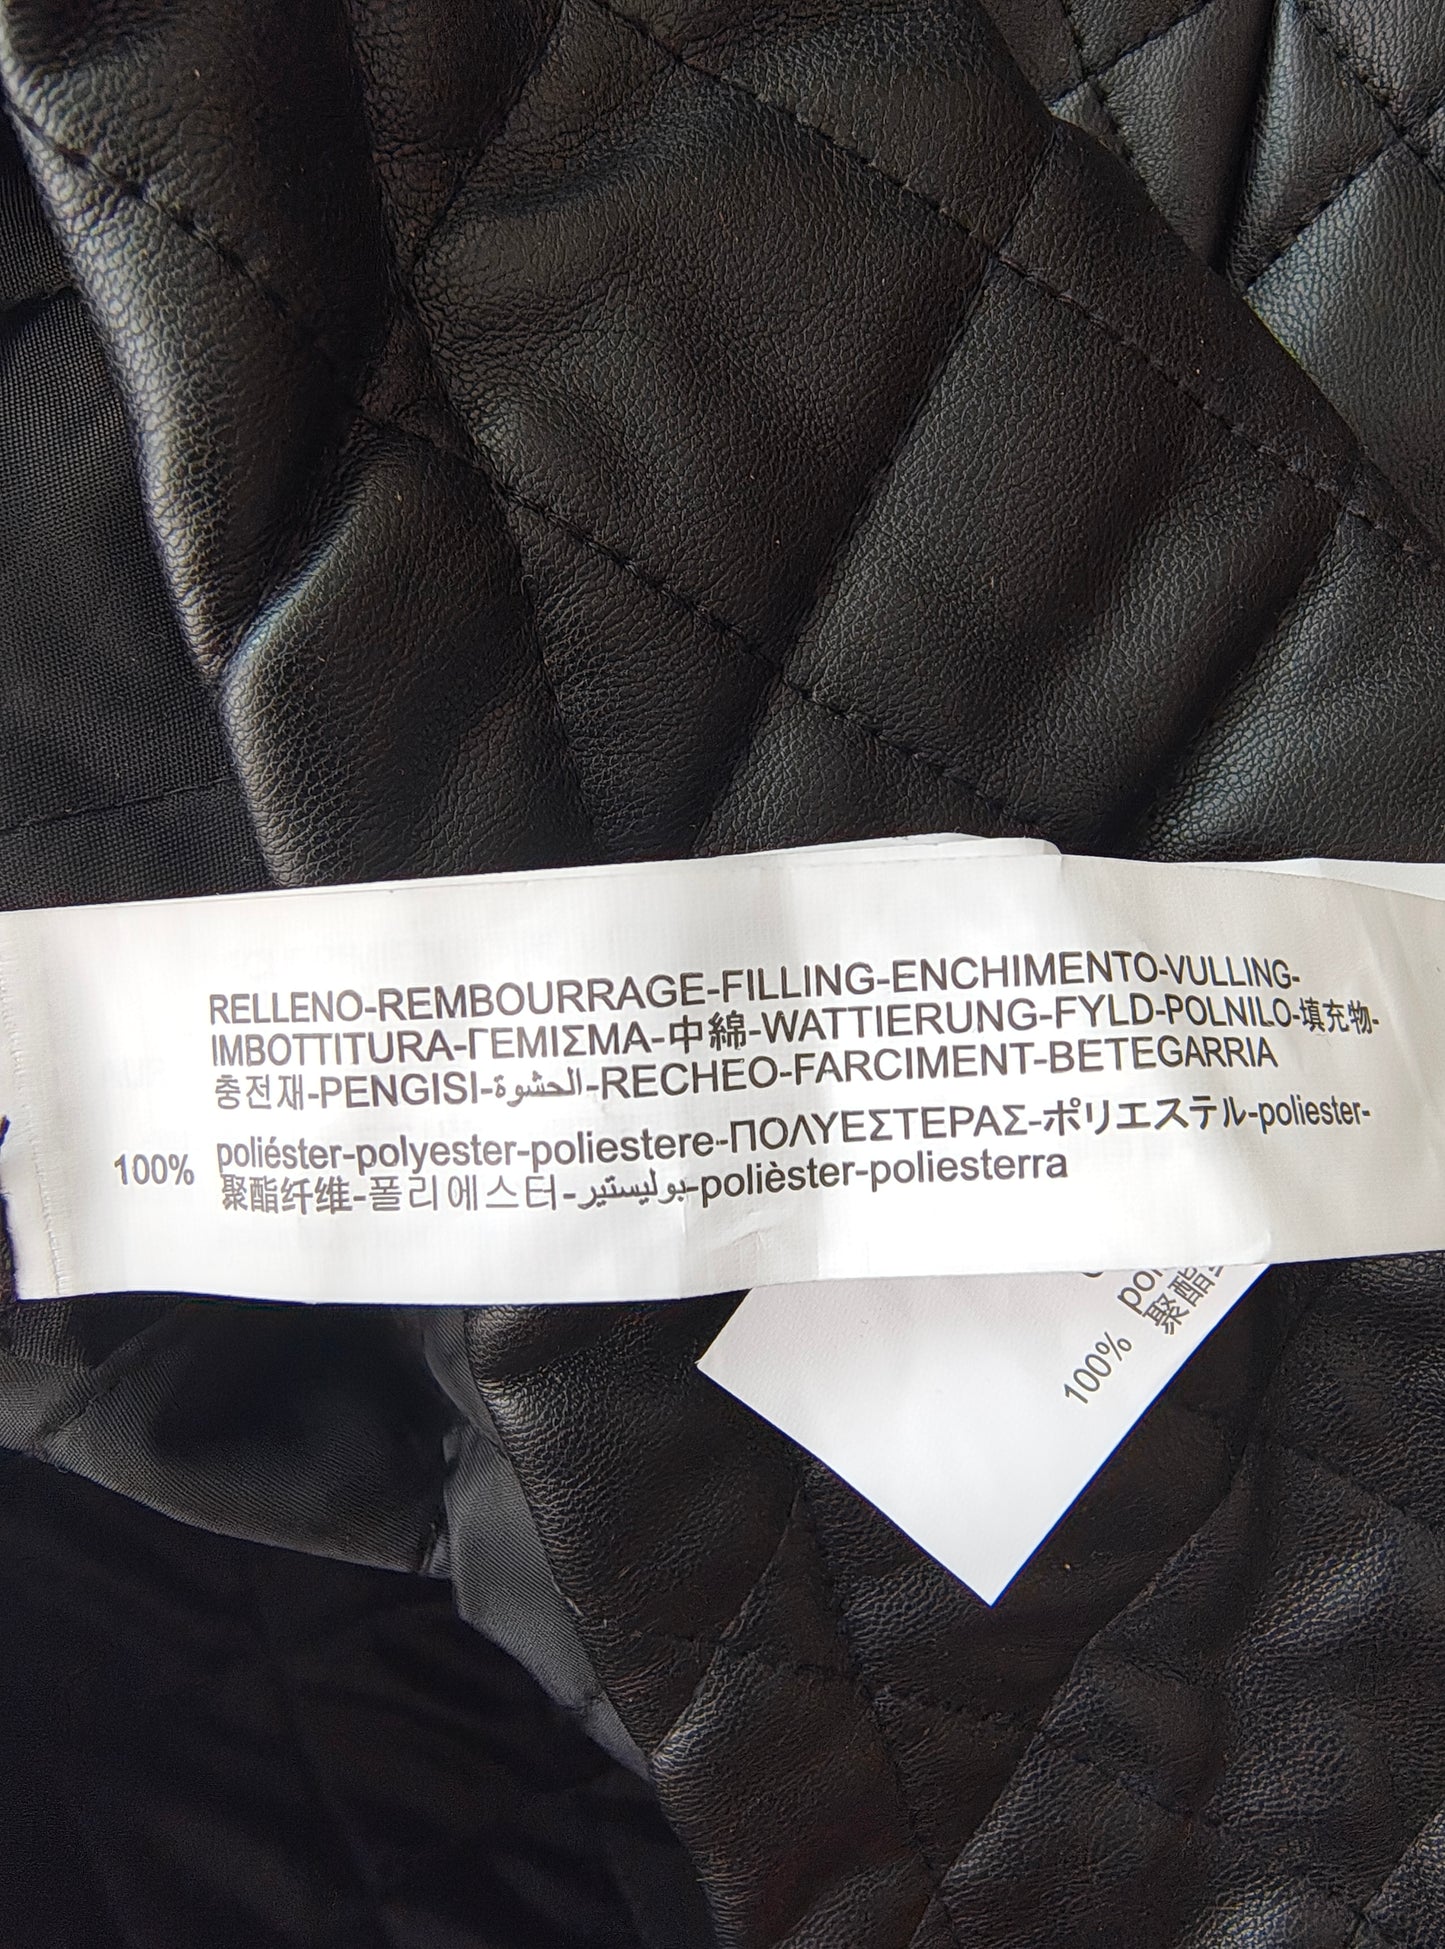 RELLENO-REMBOURRAGE-FILLING-ENCHIMENTO-VULLING-
IMBOTTITURA-ΓΕΜΙΣΜΑ-中綿-WATTIERUNG-FYLD-POLNILO-填充物-
충전재-PENGISI-الحشوة-RECHEO-FARCIMENT-BETEGARRIA
100% poliéster-polyester-poliestere-ΠΟΛΥΕΣΤΕΡΑΣ-ポリエステル-poliester-
聚酯纤维-폴리에스터-بوليستير-polièster-poliesterra
100%
聚酯